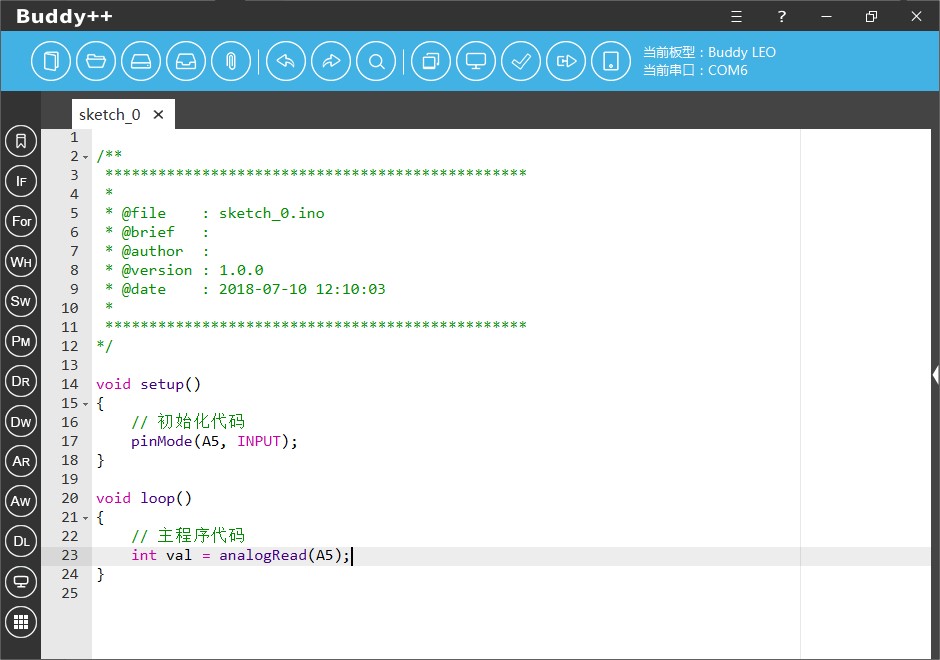 Buddy++
当前板型：Buddy LEO
当前串口：COM6
sketch_0
IF
For
WH
SW
PM
DR
DW
AR
AW
DL
1
2 /**
3 ************************************************
4 *
5 * @file    : sketch_0.ino
6 * @brief   :
7 * @author  :
8 * @version : 1.0.0
9 * @date    : 2018-07-10 12:10:03
10 *
11 ************************************************
12 */
13
14 void setup()
15 {
16 // 初始化代码
17 pinMode(A5, INPUT);
18 }
19
20 void loop()
21 {
22 // 主程序代码
23 int val = analogRead(A5);
24 }
25